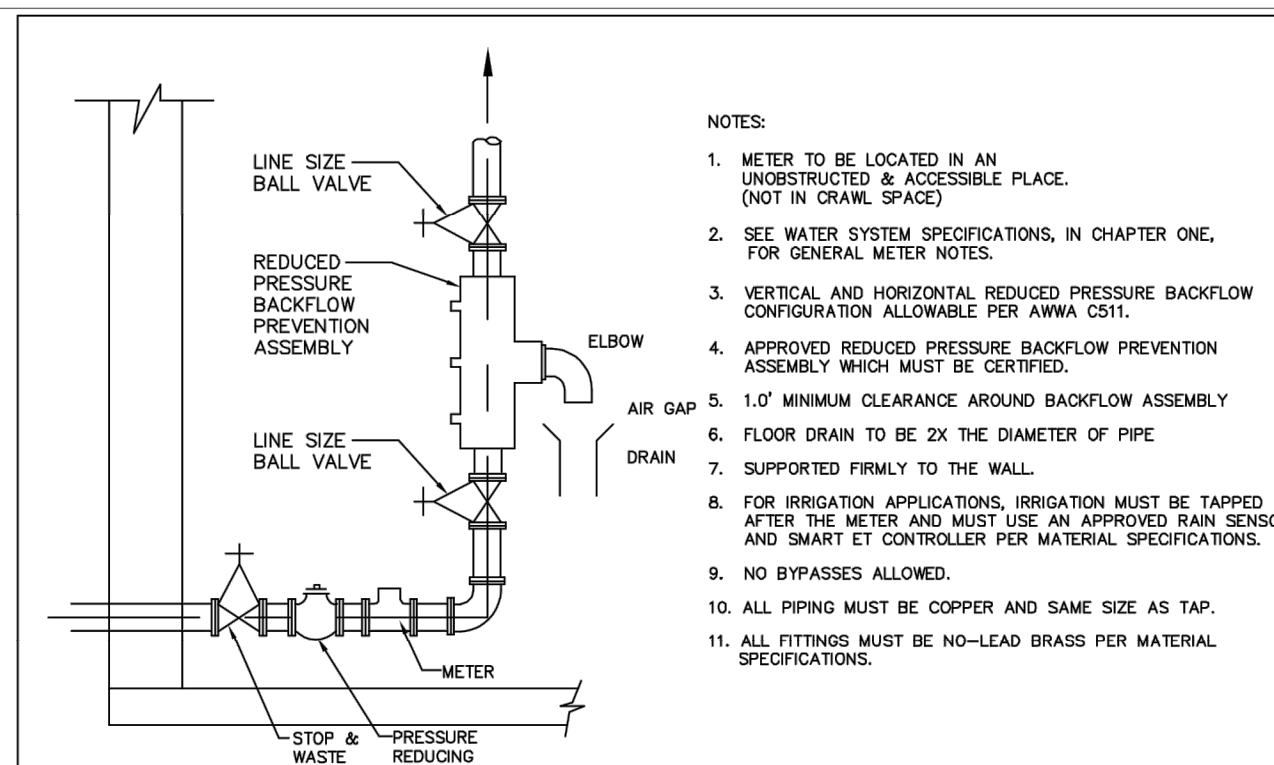 LINE SIZE
BALL VALVE
REDUCED
PRESSURE
BACKFLOW
PREVENTION
ASSEMBLY
ELBOW
AIR GAP
DRAIN
LINE SIZE
BALL VALVE
METER
STOP &
WASTE
PRESSURE
REDUCING
NOTES:
1. METER TO BE LOCATED IN AN
UNOBSTRUCTED & ACCESSIBLE PLACE.
(NOT IN CRAWL SPACE)
2. SEE WATER SYSTEM SPECIFICATIONS, IN CHAPTER ONE,
FOR GENERAL METER NOTES.
3. VERTICAL AND HORIZONTAL REDUCED PRESSURE BACKFLOW
CONFIGURATION ALLOWABLE PER AWWA C511.
4. APPROVED REDUCED PRESSURE BACKFLOW PREVENTION
ASSEMBLY WHICH MUST BE CERTIFIED.
5. 1.0' MINIMUM CLEARANCE AROUND BACKFLOW ASSEMBLY
6. FLOOR DRAIN TO BE 2X THE DIAMETER OF PIPE
7. SUPPORTED FIRMLY TO THE WALL.
8. FOR IRRIGATION APPLICATIONS, IRRIGATION MUST BE TAPPED
AFTER THE METER AND MUST USE AN APPROVED RAIN
AND SMART ET CONTROLLER PER MATERIAL SPECIFICATIONS.
9. NO BYPASSES ALLOWED.
10. ALL PIPING MUST BE COPPER AND SAME SIZE AS TAP.
11. ALL FITTINGS MUST BE NO-LEAD BRASS PER MATERIAL
SPECIFICATIONS.